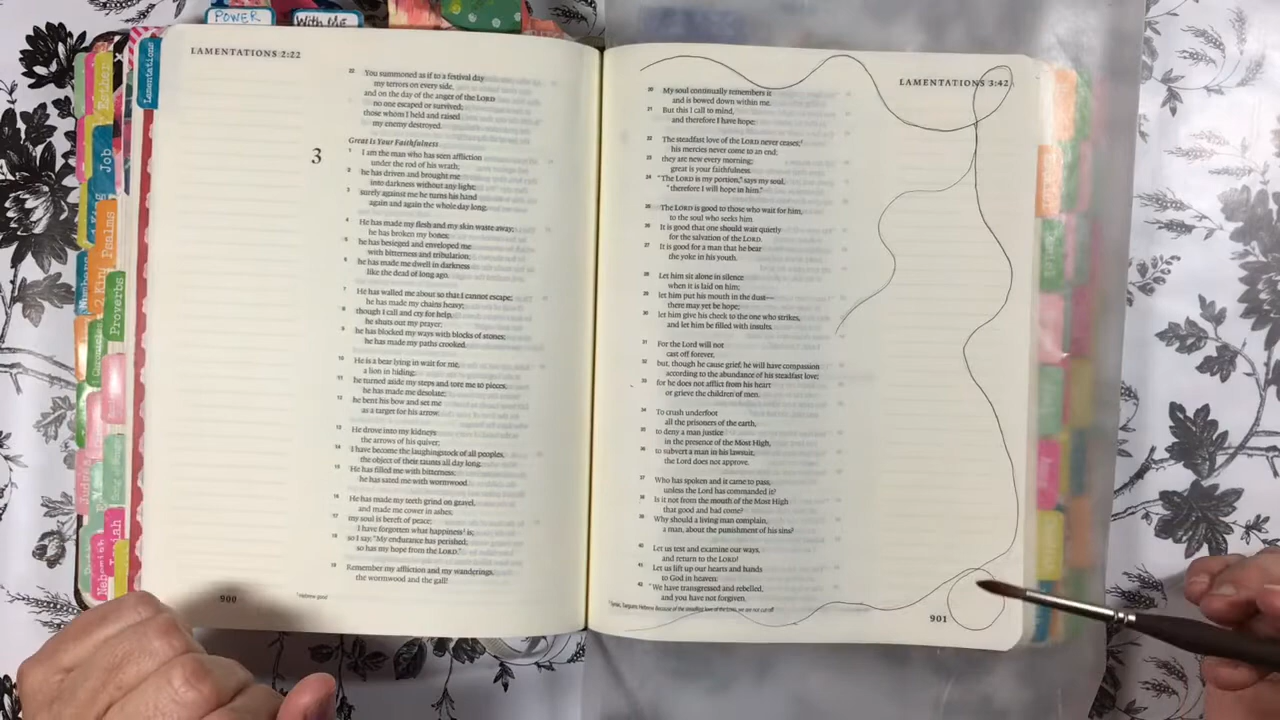 POWER
With Me
Lamentations
Esther
Job
Psalms
2 Kin
Proverbs
Chronicles
Nehemiah
LAMENTATIONS 2:22
22 You summoned as if to a festival day
my terrors on every side,
and on the day of the anger of the LORD
no one escaped or survived;
those whom I held and raised
my enemy destroyed.
Great Is Your Faithfulness
3
1 I am the man who has seen affliction
under the rod of his wrath;
2 he has driven and brought me
into darkness without any light;
3 surely against me he turns his hand
again and again the whole day long.
4 He has made my flesh and my skin waste away;
he has broken my bones;
5 he has besieged and enveloped me
with bitterness and tribulation;
6 he has made me dwell in darkness
like the dead of long ago.
7 He has walled me about so that I cannot escape;
he has made my chains heavy;
8 though I call and cry for help,
he shuts out my prayer;
9 he has blocked my ways with blocks of stones;
he has made my paths crooked.
10 He is a bear lying in wait for me,
a lion in hiding;
11 he turned aside my steps and tore me to pieces;
he has made me desolate;
12 he bent his bow and set me
as a target for his arrow.
13 He drove into my kidneys
the arrows of his quiver;
14 I have become the laughingstock of all peoples,
the object of their taunts all day long.
15 He has filled me with bitterness;
he has sated me with wormwood.
16 He has made my teeth grind on gravel,
and made me cower in ashes;
17 my soul is bereft of peace;
I have forgotten what happiness¹ is;
18 so I say, "My endurance has perished;
so has my hope from the LORD."
19 Remember my affliction and my wanderings,
the wormwood and the gall!
900
¹ Hebrew good
LAMENTATIONS 3:42
20 My soul continually remembers it
and is bowed down within me.
21 But this I call to mind,
and therefore I have hope:
22 The steadfast love of the LORD never ceases;²
his mercies never come to an end;
23 they are new every morning;
great is your faithfulness.
24 "The LORD is my portion," says my soul,
"therefore I will hope in him."
25 The LORD is good to those who wait for him,
to the soul who seeks him.
26 It is good that one should wait quietly
for the salvation of the LORD.
27 It is good for a man that he bear
the yoke in his youth.
28 Let him sit alone in silence
when it is laid on him;
29 let him put his mouth in the dust—
there may yet be hope;
30 let him give his cheek to the one who strikes,
and let him be filled with insults.
31 For the Lord will not
cast off forever,
32 but, though he cause grief, he will have compassion
according to the abundance of his steadfast love;
33 for he does not afflict from his heart
or grieve the children of men.
34 To crush underfoot
all the prisoners of the earth,
35 to deny a man justice
in the presence of the Most High,
36 to subvert a man in his lawsuit,
the Lord does not approve.
37 Who has spoken and it came to pass,
unless the Lord has commanded it?
38 Is it not from the mouth of the Most High
that good and bad come?
39 Why should a living man complain,
a man, about the punishment of his sins?
40 Let us test and examine our ways,
and return to the LORD!
41 Let us lift up our hearts and hands
to God in heaven:
42 "We have transgressed and rebelled,
and you have not forgiven.
² Syriac, Targum; Hebrew Because of the steadfast love of the LORD, we are not cut off
901